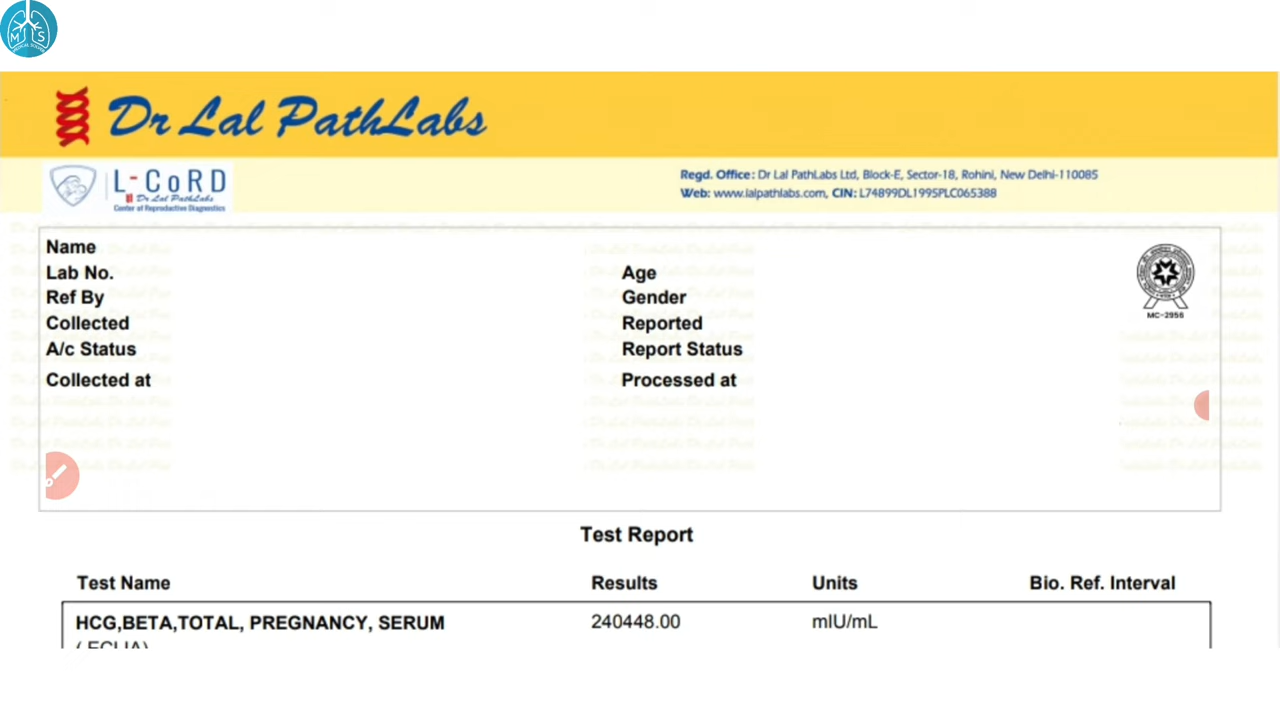 M S
MEDICAL SQUAD
Dr Lal PathLabs
L-CoRD
Dr Lal PathLabs
Center of Reproductive Diagnostics
Regd. Office: Dr Lal PathLabs Ltd, Block-E, Sector-18, Rohini, New Delhi-110085
Web: www.lalpathlabs.com, CIN: L74899DL1995PLC065388
Name
Lab No. Age
Ref By Gender
Collected Reported
A/c Status Report Status
Collected at Processed at
MC-2956
Test Report
Test Name Results Units Bio. Ref. Interval
HCG,BETA,TOTAL, PREGNANCY, SERUM 240448.00 mIU/mL